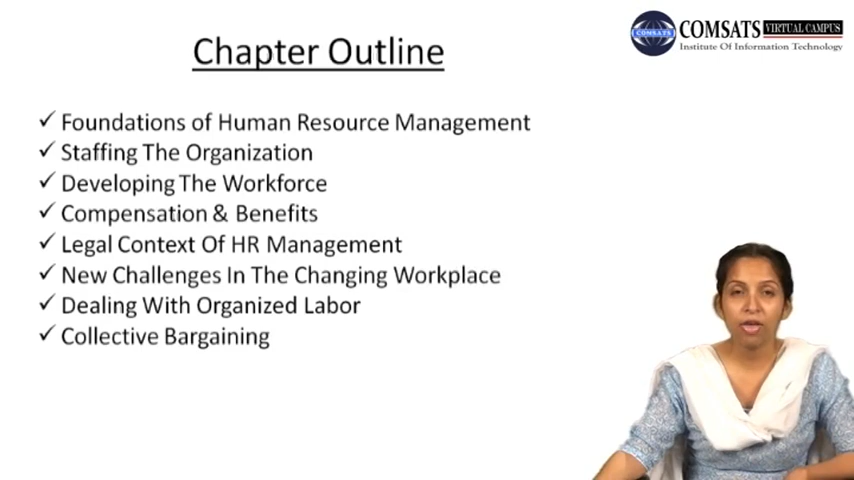 Chapter Outline
COMSATS VIRTUAL CAMPUS
COMSATS
Institute Of Information Technology
✓ Foundations of Human Resource Management
✓ Staffing The Organization
✓ Developing The Workforce
✓ Compensation & Benefits
✓ Legal Context Of HR Management
✓ New Challenges In The Changing Workplace
✓ Dealing With Organized Labor
✓ Collective Bargaining